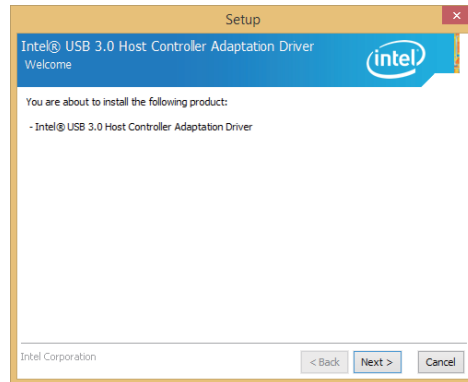 Setup
Intel® USB 3.0 Host Controller Adaptation Driver
Welcome
intel
You are about to install the following product:
- Intel® USB 3.0 Host Controller Adaptation Driver
Intel Corporation
< Back Next > Cancel